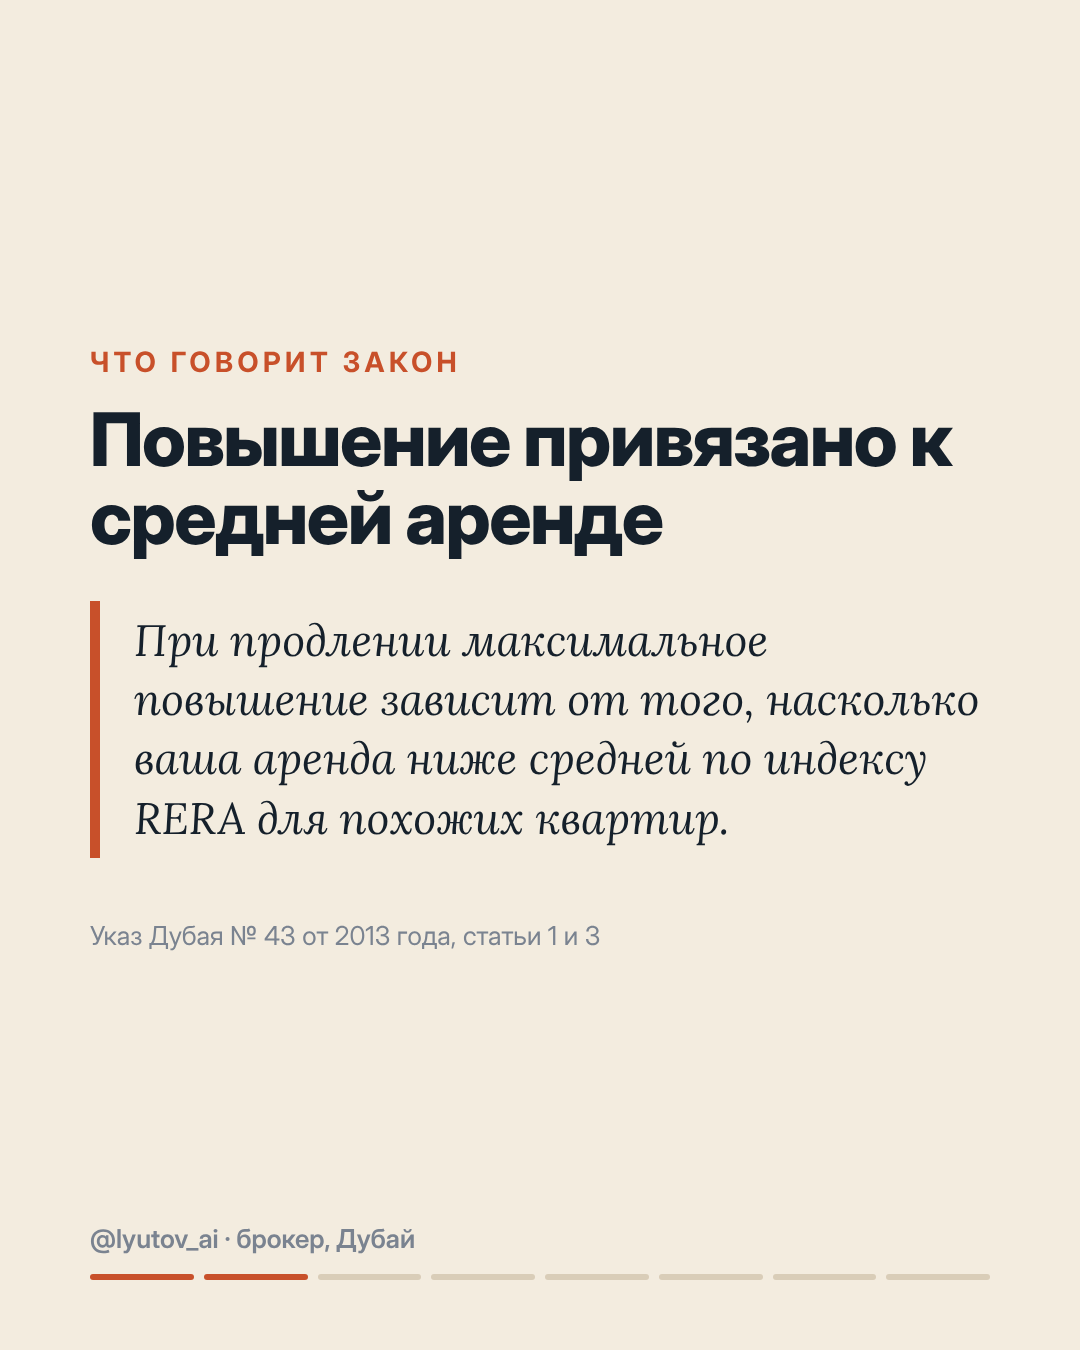 ЧТО ГОВОРИТ ЗАКОН
Повышение привязано к
средней аренде
При продлении максимальное
повышение зависит от того, насколько
ваша аренда ниже средней по индексу
RERA для похожих квартир.
Указ Дубая № 43 от 2013 года, статьи 1 и 3
@lyutov_ai · брокер, Дубай